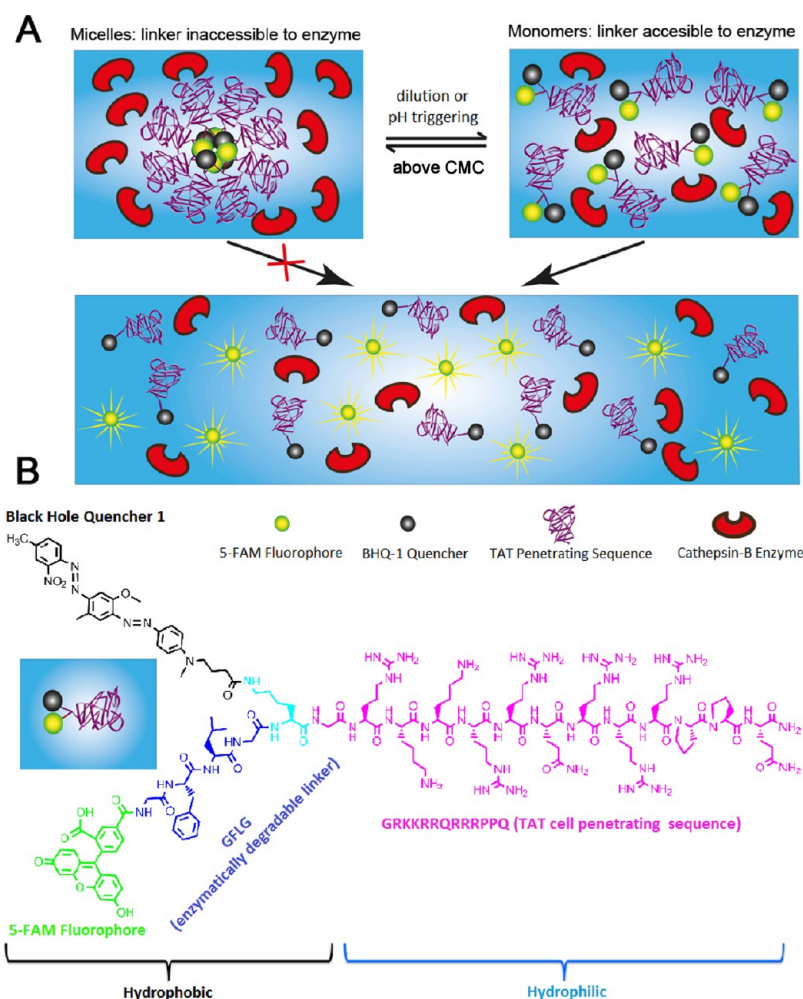 A
Micelles: linker inaccessible to enzyme
Monomers: linker accesible to enzyme
dilution or
pH triggering
above CMC
B
Black Hole Quencher 1
5-FAM Fluorophore
BHQ-1 Quencher
TAT Penetrating Sequence
Cathepsin-B Enzyme
GFLG
(enzymatically degradable linker)
GRKKRRQRRRPPQ (TAT cell penetrating sequence)
5-FAM Fluorophore
Hydrophobic
Hydrophilic